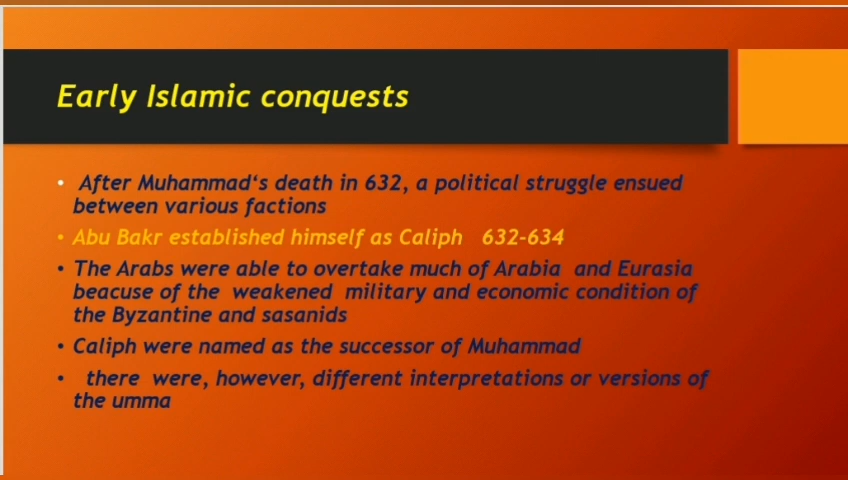 Early Islamic conquests
• After Muhammad‘s death in 632, a political struggle ensued
between various factions
• Abu Bakr established himself as Caliph 632-634
• The Arabs were able to overtake much of Arabia and Eurasia
beacuse of the weakened military and economic condition of
the Byzantine and sasanids
• Caliph were named as the successor of Muhammad
• there were, however, different interpretations or versions of
the umma